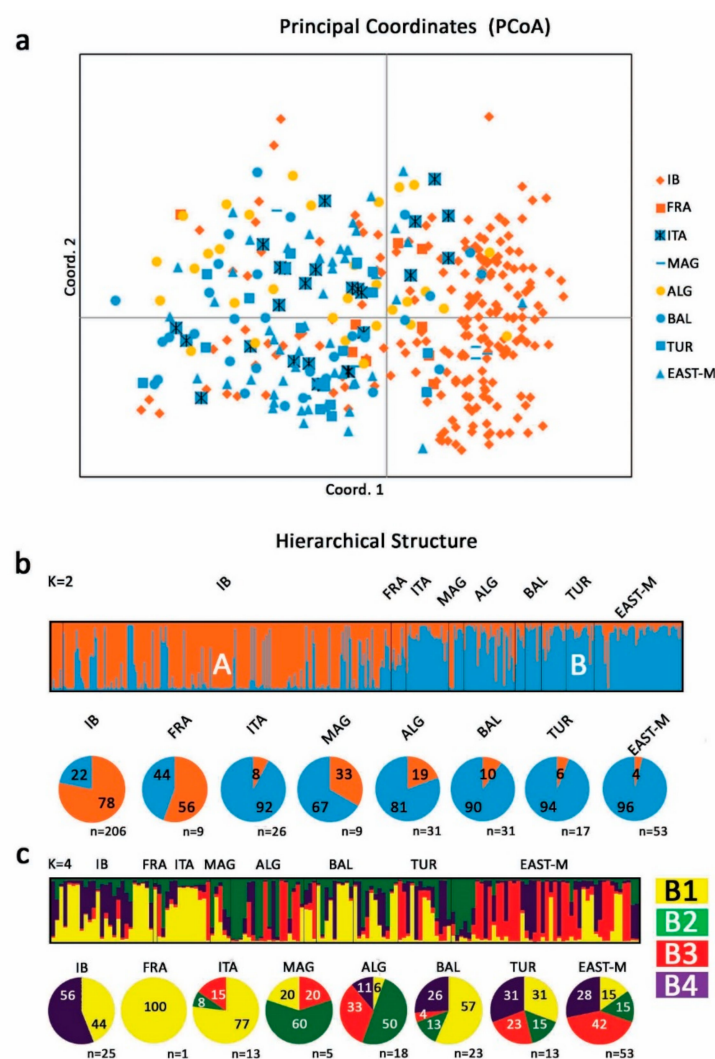 Principal Coordinates (PCoA)
a
Coord. 2
Coord. 1
IB
FRA
ITA
MAG
ALG
BAL
TUR
EAST-M
Hierarchical Structure
b
K=2 IB FRA ITA MAG ALG BAL TUR EAST-M
A B
IB FRA ITA MAG ALG BAL TUR EAST-M
22 78 44 56 8 92 33 67 19 81 10 90 6 94 4 96
n=206 n=9 n=26 n=9 n=31 n=31 n=17 n=53
c
K=4 IB FRA ITA MAG ALG BAL TUR EAST-M
B1
B2
B3
B4
IB FRA ITA MAG ALG BAL TUR EAST-M
56 44 100 15 8 77 20 20 60 11 6 33 50 26 4 13 57 31 31 23 15 28 15 15 42
n=25 n=1 n=13 n=5 n=18 n=23 n=13 n=53